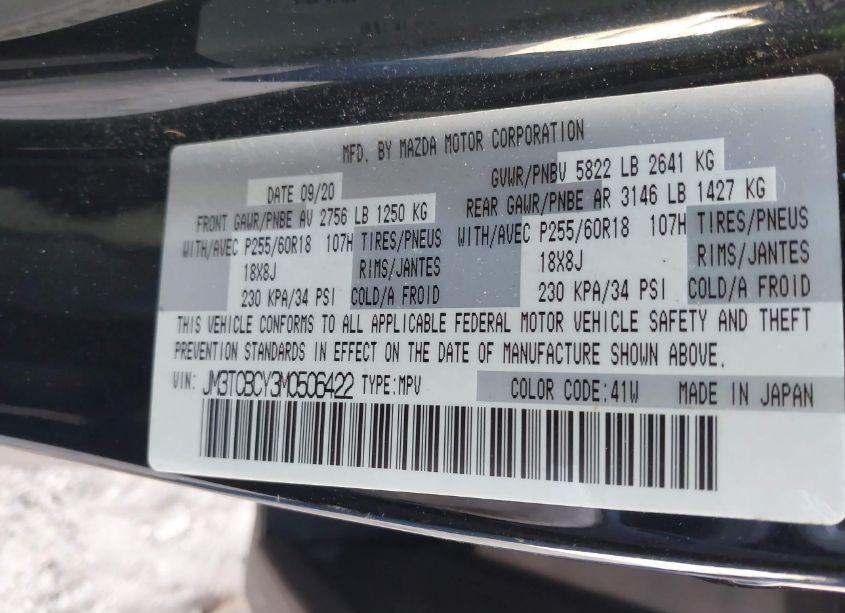 MFD. BY MAZDA MOTOR CORPORATION
DATE 09/20 GVWR/PNBV 5822 LB 2641 KG
FRONT GAWR/PNBE AV 2756 LB 1250 KG REAR GAWR/PNBE AR 3146 LB 1427 KG
WITH/AVEC P255/60R18 107H TIRES/PNEUS WITH/AVEC P255/60R18 107H TIRES/PNEUS
18X8J RIMS/JANTES 18X8J RIMS/JANTES
230 KPA/34 PSI COLD/A FROID 230 KPA/34 PSI COLD/A FROID
THIS VEHICLE CONFORMS TO ALL APPLICABLE FEDERAL MOTOR VEHICLE SAFETY AND THEFT
PREVENTION STANDARDS IN EFFECT ON THE DATE OF MANUFACTURE SHOWN ABOVE.
VIN: JM3TCBCY3M0506422 TYPE:MPV COLOR CODE:41W MADE IN JAPAN